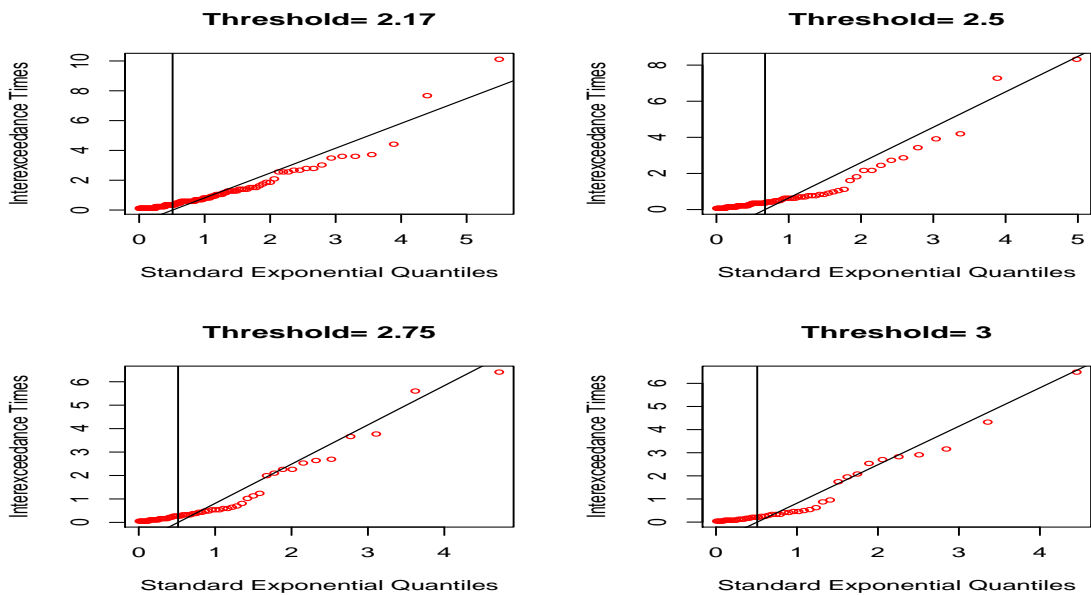 Threshold= 2.17
Interexceedance Times
0 2 4 6 8 10
0 1 2 3 4 5
Standard Exponential Quantiles
Threshold= 2.5
Interexceedance Times
0 2 4 6 8
0 1 2 3 4 5
Standard Exponential Quantiles
Threshold= 2.75
Interexceedance Times
0 1 2 3 4 5 6
0 1 2 3 4
Standard Exponential Quantiles
Threshold= 3
Interexceedance Times
0 1 2 3 4 5 6
0 1 2 3 4
Standard Exponential Quantiles